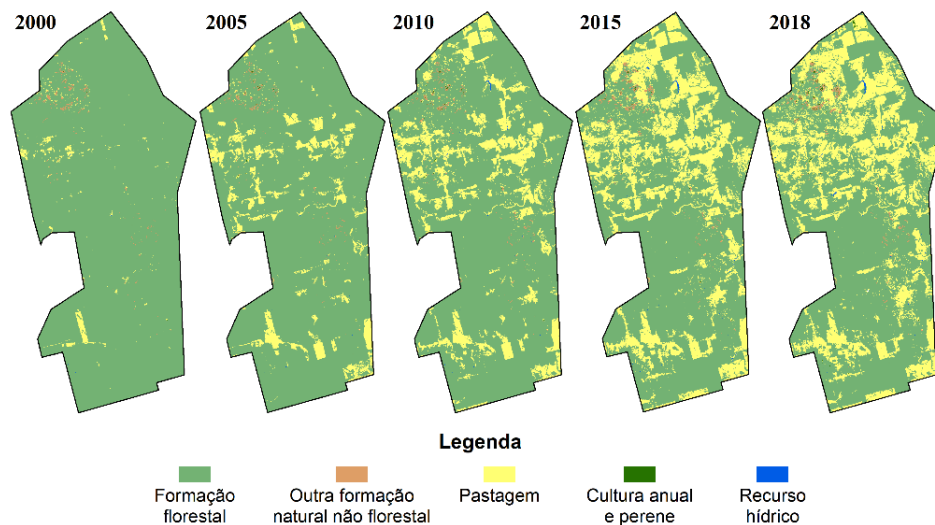 2000
2005
2010
2015
2018
Legenda
Formação
florestal
Outra formação
natural não florestal
Pastagem
Cultura anual
e perene
Recurso
hídrico